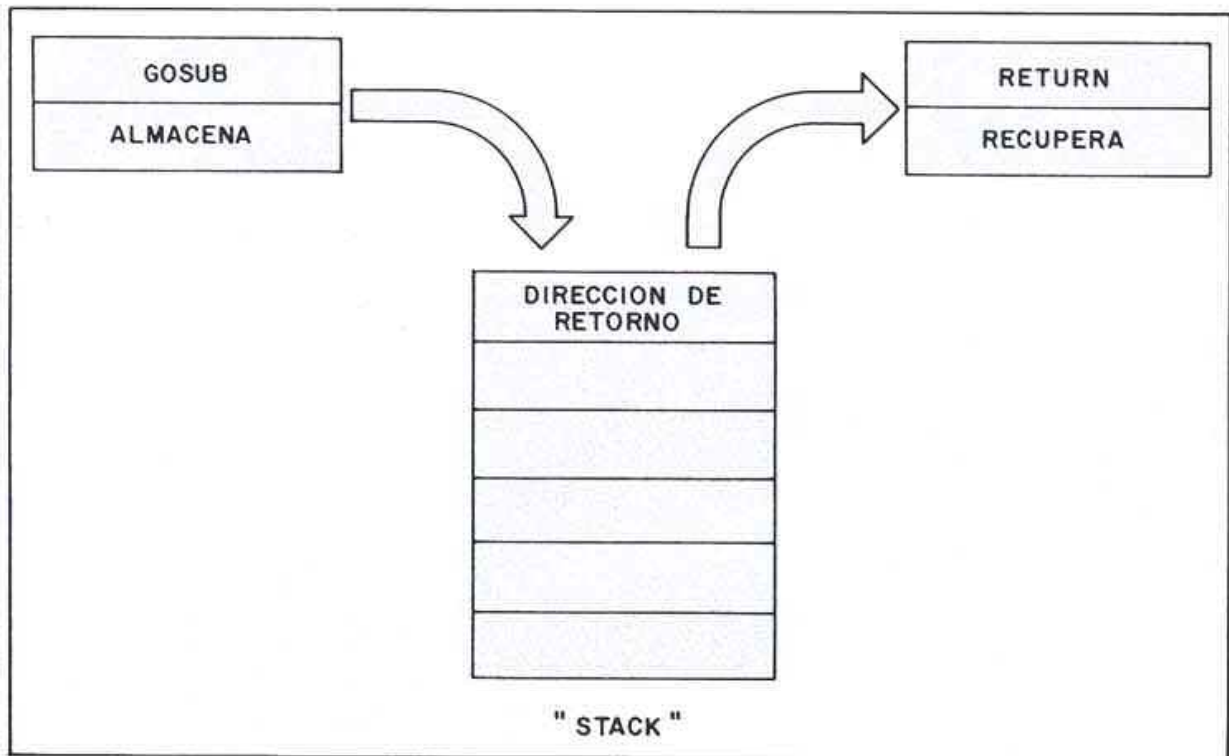 GOSUB
ALMACENA
RETURN
RECUPERA
DIRECCION DE
RETORNO
" STACK "